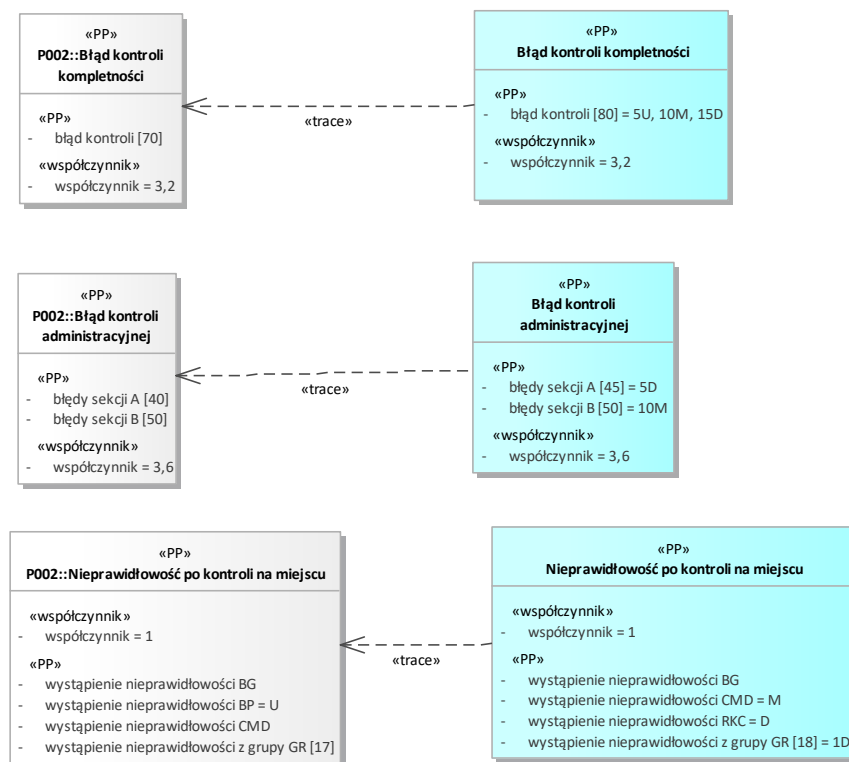 «PP»
P002::Błąd kontroli
kompletności
«PP»
- błąd kontroli [70]
«współczynnik»
- współczynnik = 3,2
«trace»
«PP»
Błąd kontroli kompletności
«PP»
- błąd kontroli [80] = 5U, 10M, 15D
«współczynnik»
- współczynnik = 3,2
«PP»
P002::Błąd kontroli
administracyjnej
«PP»
- błędy sekcji A [40]
- błędy sekcji B [50]
«współczynnik»
- współczynnik = 3,6
«trace»
«PP»
Błąd kontroli
administracyjnej
«PP»
- błędy sekcji A [45] = 5D
- błędy sekcji B [50] = 10M
«współczynnik»
- współczynnik = 3,6
«PP»
P002::Nieprawidłowość po kontroli na miejscu
«współczynnik»
- współczynnik = 1
«PP»
- wystąpienie nieprawidłowości BG
- wystąpienie nieprawidłowości BP = U
- wystąpienie nieprawidłowości CMD
- wystąpienie nieprawidłowości z grupy GR [17]
«trace»
«PP»
Nieprawidłowość po kontroli na miejscu
«współczynnik»
- współczynnik = 1
«PP»
- wystąpienie nieprawidłowości BG
- wystąpienie nieprawidłowości CMD = M
- wystąpienie nieprawidłowości RKC = D
- wystąpienie nieprawidłowości z grupy GR [18] = 1D